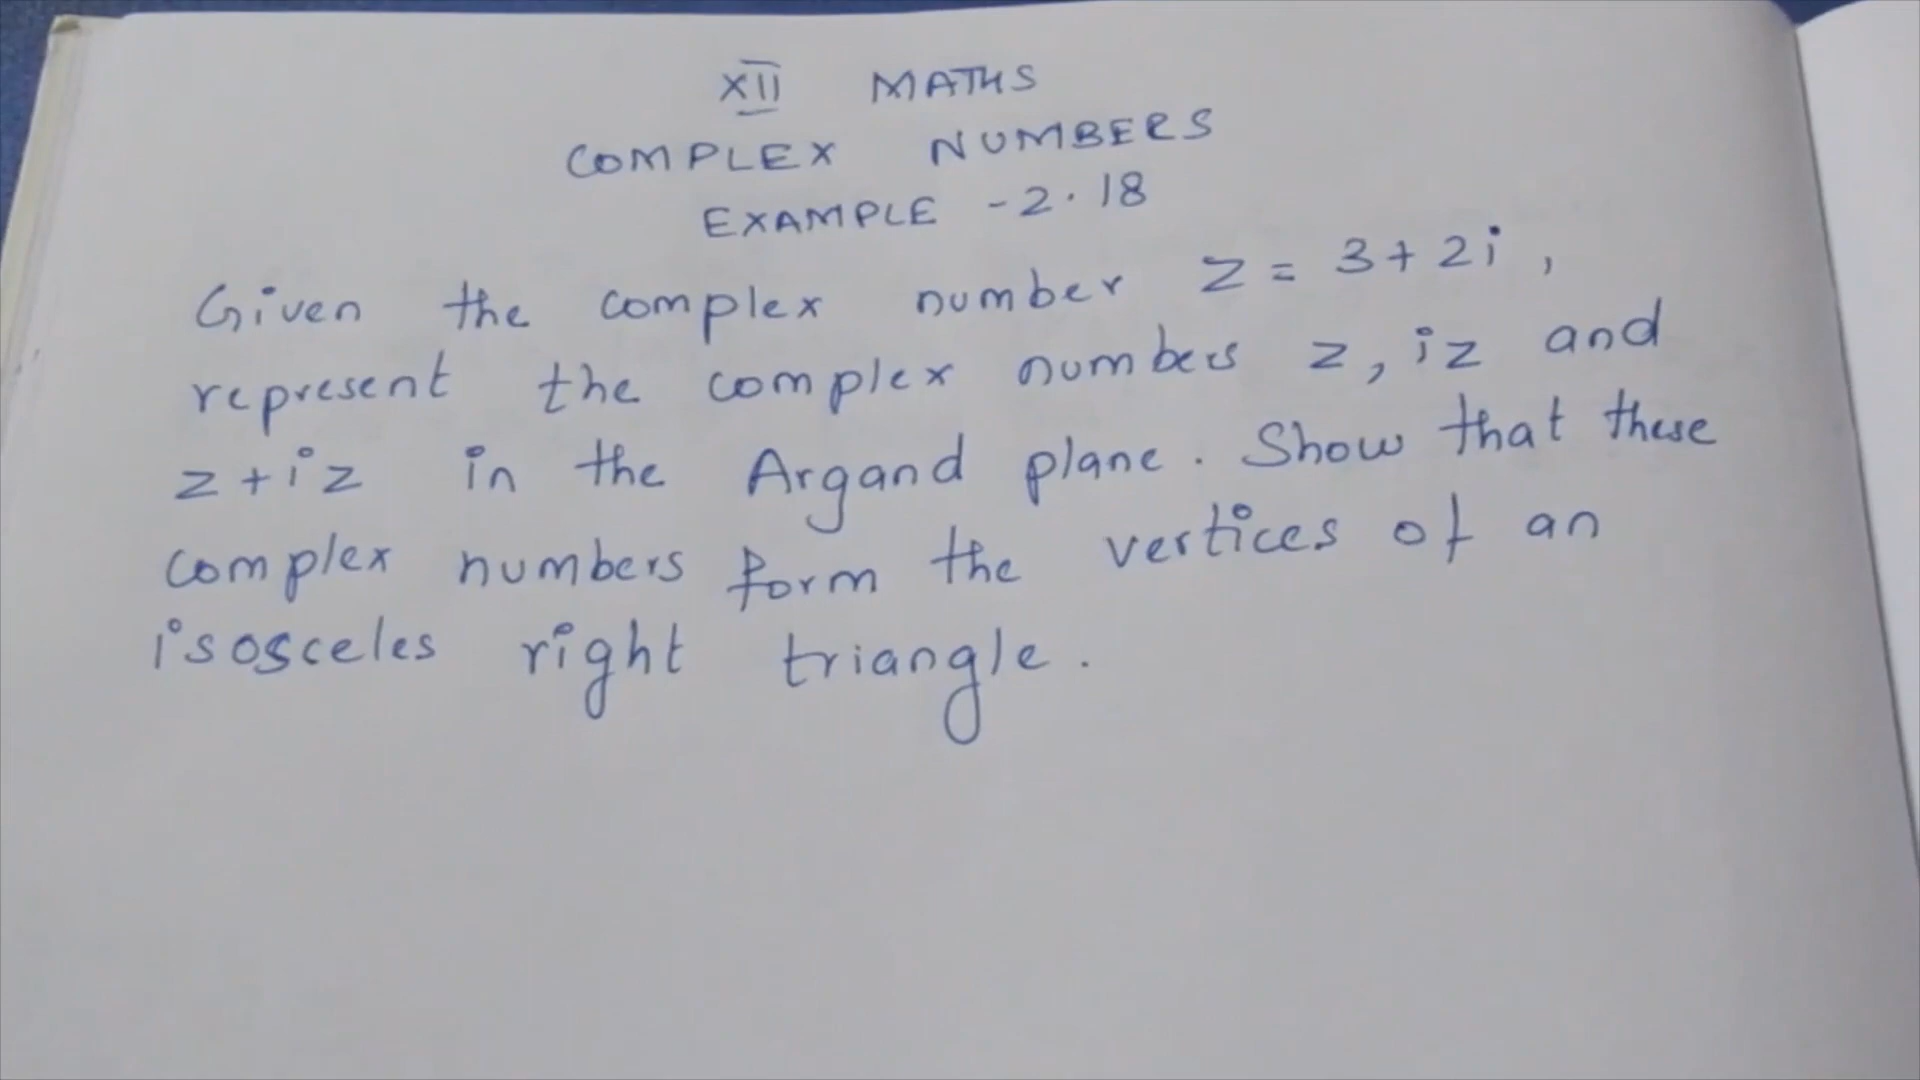 XII MATHS
COMPLEX NUMBERS
EXAMPLE - 2.18
Given the complex number z = 3+2i,
represent the complex numbers z, iz and
z+iz in the Argand plane. Show that these
complex numbers form the vertices of an
isosceles right triangle.